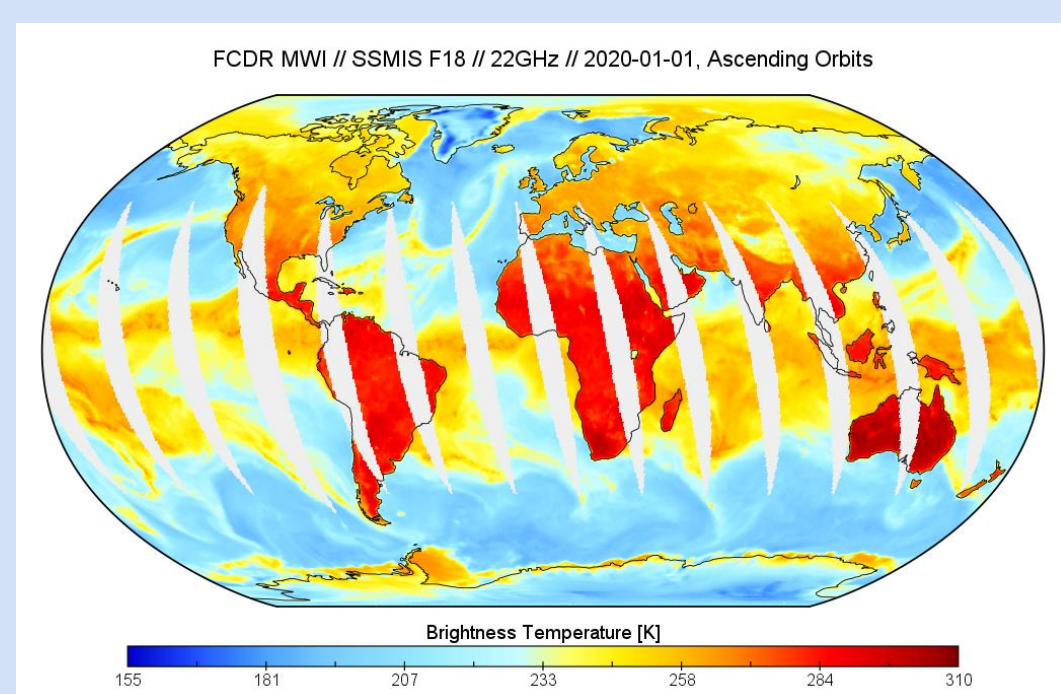 FCDR MWI // SSMIS F18 // 22GHz // 2020-01-01, Ascending Orbits
Brightness Temperature [K]
155 181 207 233 258 284 310